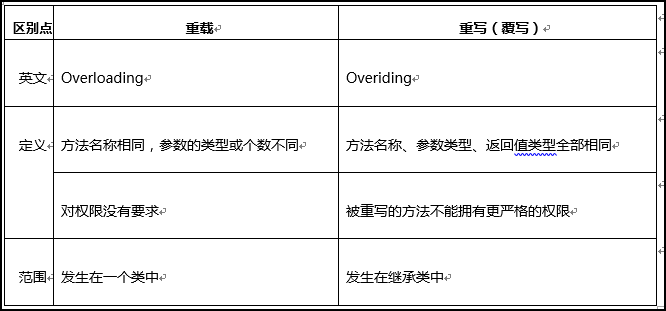 区别点 重载 重写（覆写）
英文 Overloading Overiding
定义 方法名称相同，参数的类型或个数不同 方法名称、参数类型、返回值类型全部相同
对权限没有要求 被重写的方法不能拥有更严格的权限
范围 发生在一个类中 发生在继承类中